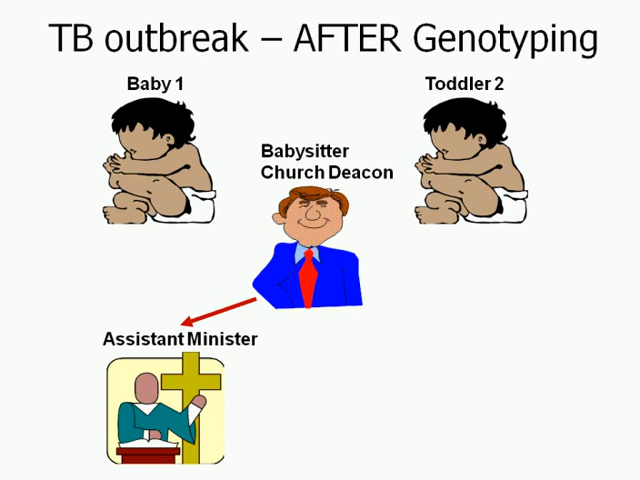 TB outbreak – AFTER Genotyping
Baby 1
Toddler 2
Babysitter
Church Deacon
Assistant Minister